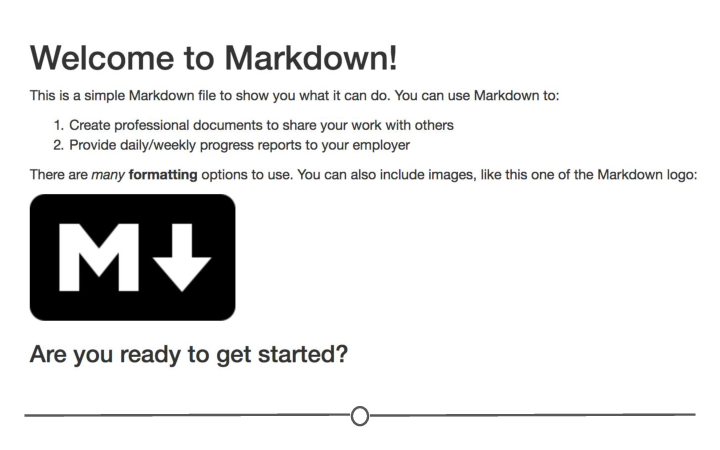 Welcome to Markdown!
This is a simple Markdown file to show you what it can do. You can use Markdown to:
1. Create professional documents to share your work with others
2. Provide daily/weekly progress reports to your employer
There are many formatting options to use. You can also include images, like this one of the Markdown logo:
M
Are you ready to get started?